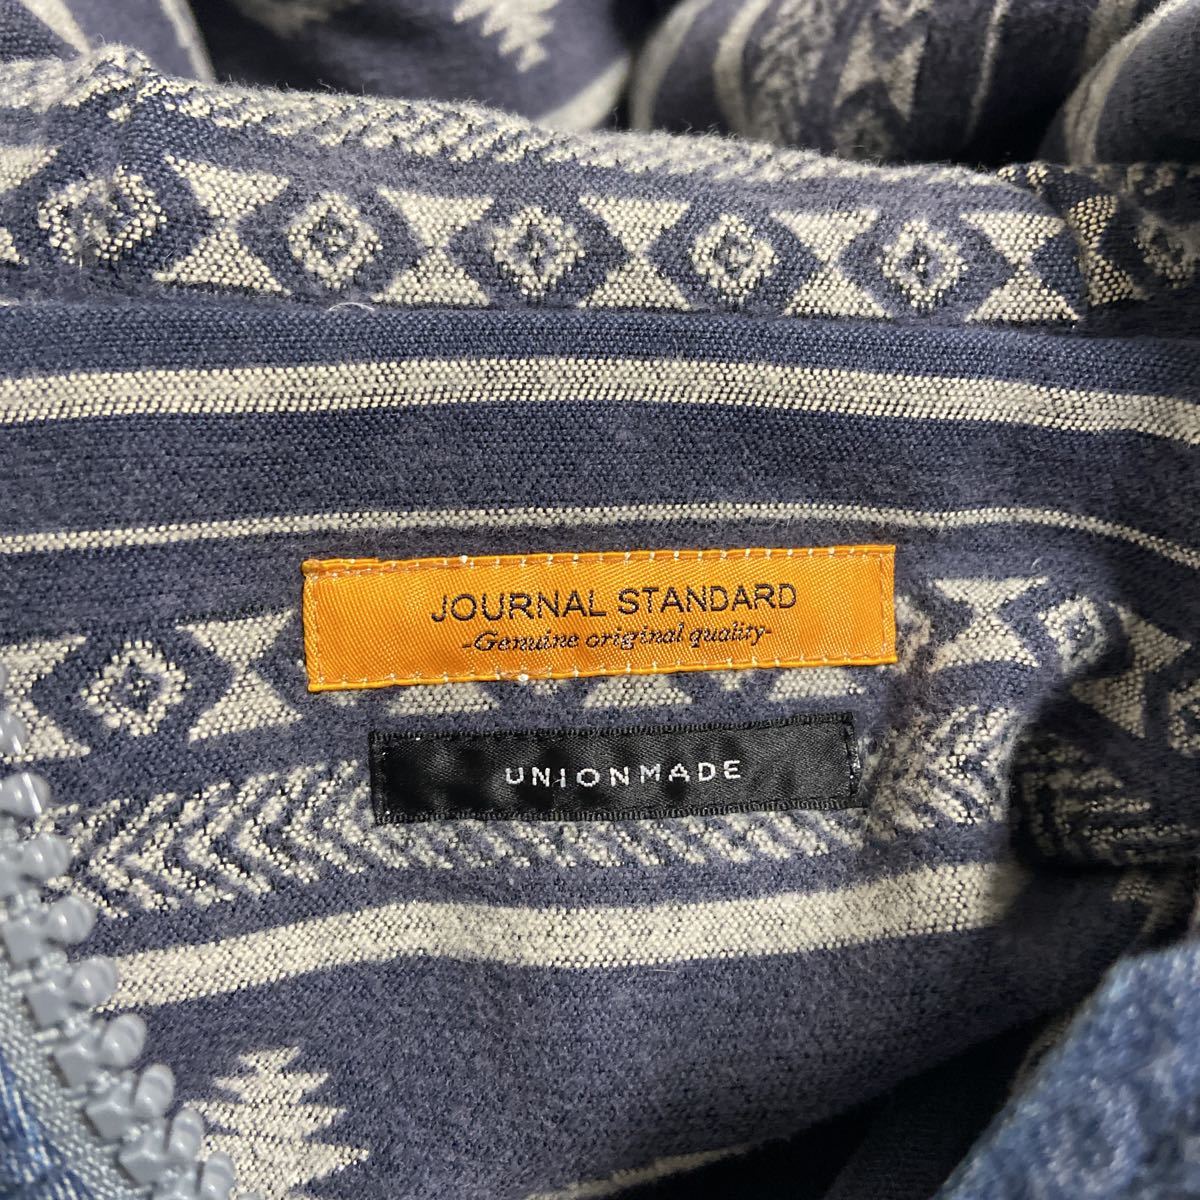 JOURNAL STANDARD
-Genuine original quality-
UNIONMADE